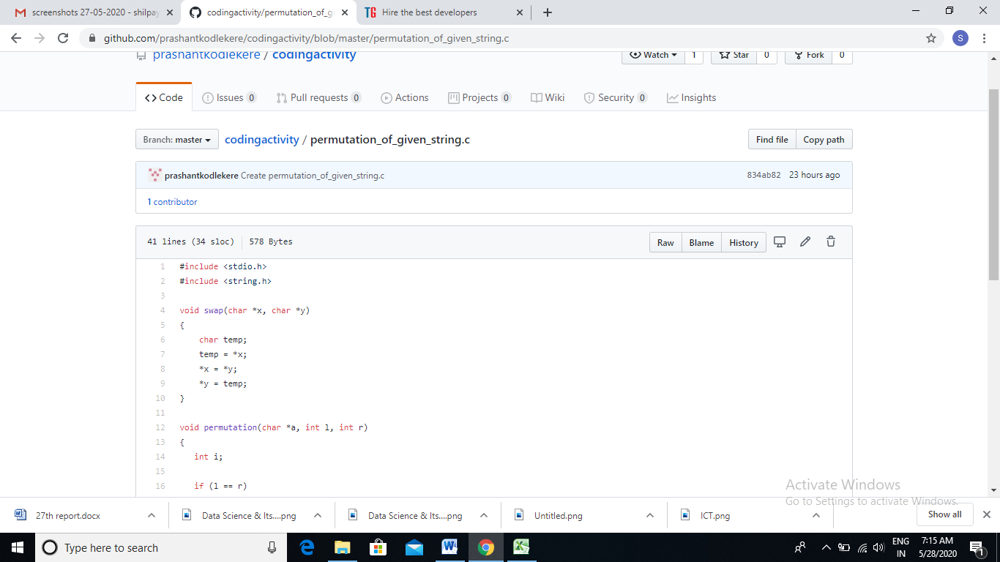 screenshots 27-05-2020 - shilpay
codingactivity/permutation_of_gi
Hire the best developers
github.com/prashantkodlekere/codingactivity/blob/master/permutation_of_given_string.c
S
prashantkodlekere / codingactivity
Watch 1 Star 0 Fork 0
Code Issues 0 Pull requests 0 Actions Projects 0 Wiki Security 0 Insights
Branch: master codingactivity / permutation_of_given_string.c Find file Copy path
prashantkodlekere Create permutation_of_given_string.c 834ab82 23 hours ago
1 contributor
41 lines (34 sloc) 578 Bytes Raw Blame History
1 #include <stdio.h>
2 #include <string.h>
3
4 void swap(char *x, char *y)
5 {
6     char temp;
7     temp = *x;
8     *x = *y;
9     *y = temp;
10 }
11
12 void permutation(char *a, int l, int r)
13 {
14    int i;
15
16    if (l == r)
Activate Windows
Go to Settings to activate Windows.
27th report.docx Data Science & Its....png Data Science & Its....png Untitled.png ICT.png Show all
Type here to search
ENG
IN
7:15 AM
5/28/2020
1